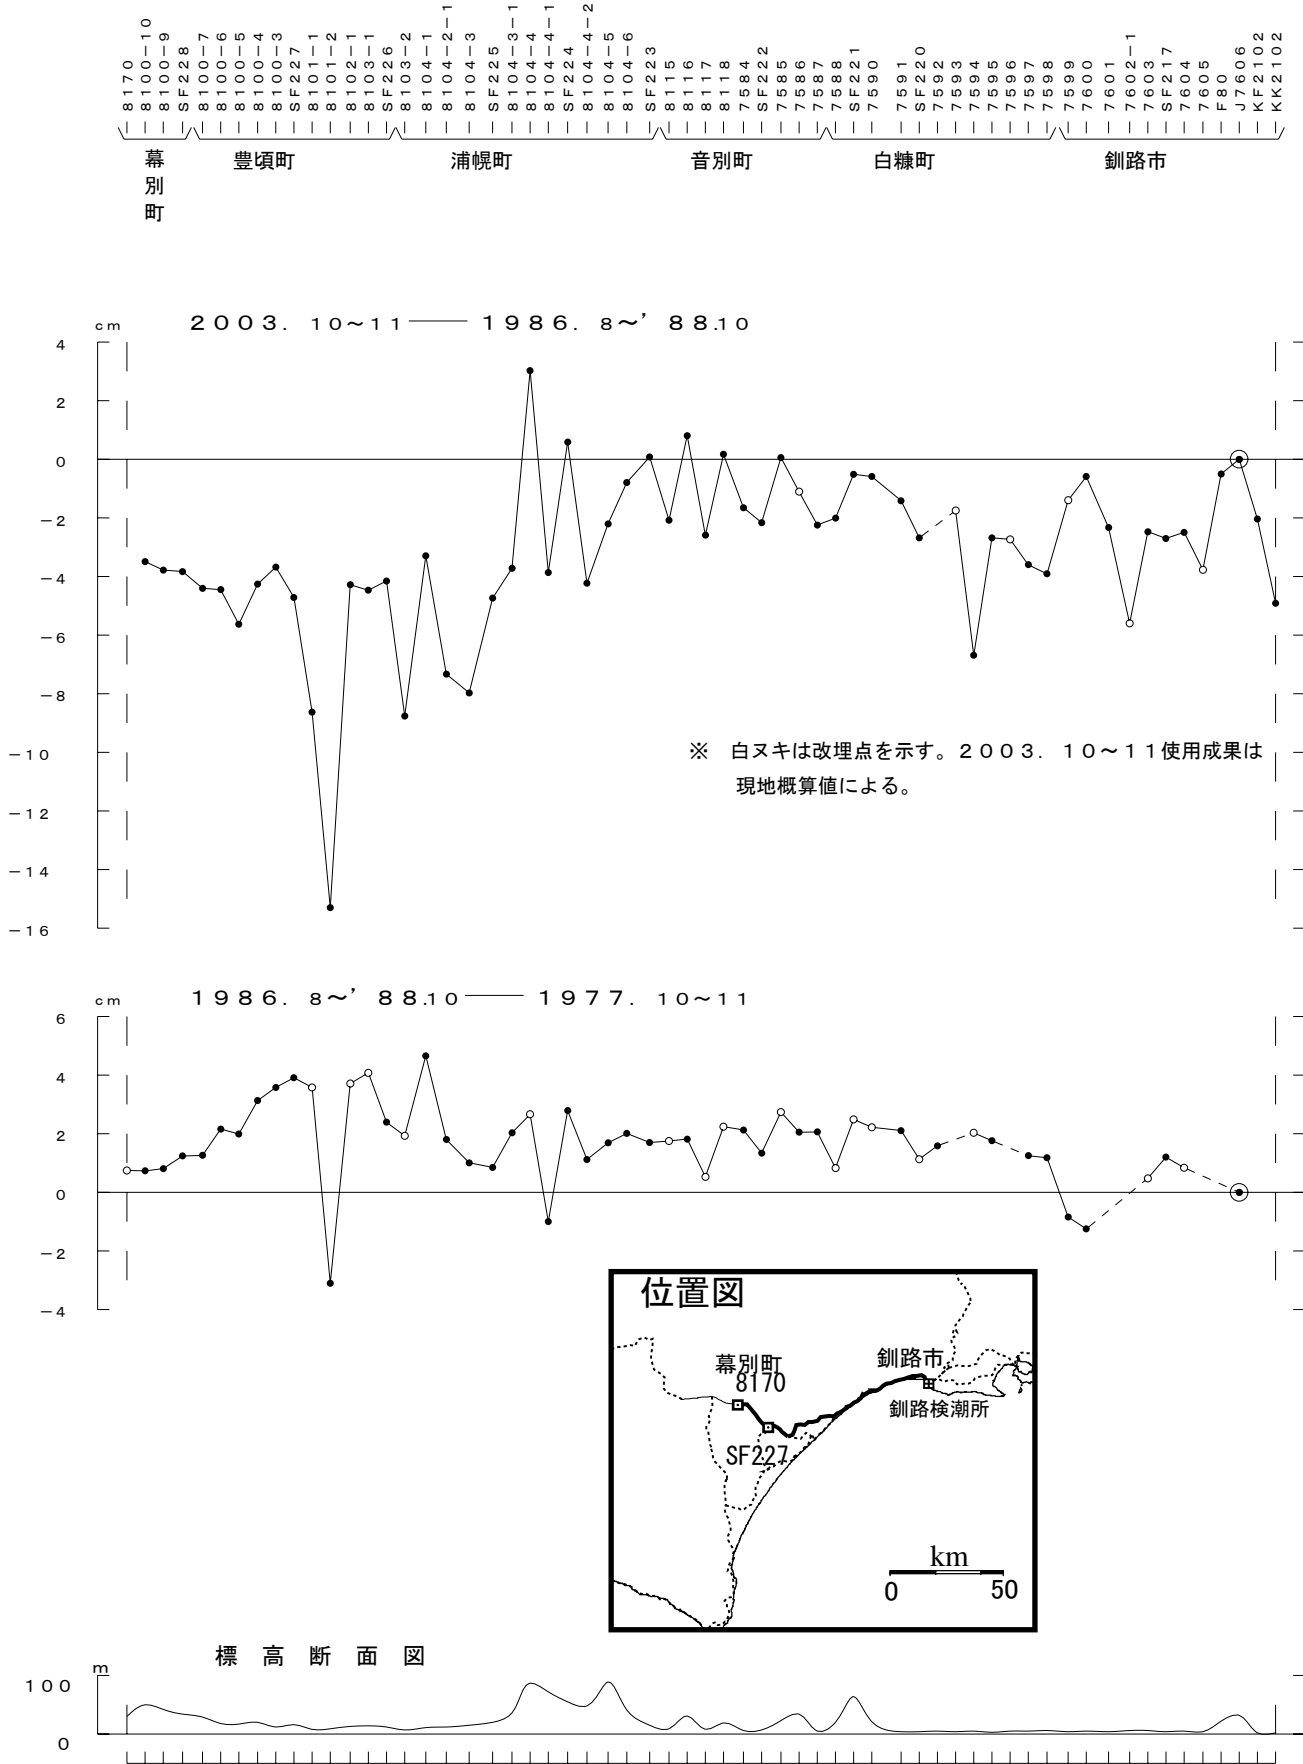 8170
8100-10
8100-9
SF228
8100-7
8100-6
8100-5
8100-4
8100-3
SF227
8101-1
8101-2
8102-1
8103-1
SF226
8103-2
8104-1
8104-2-1
8104-3
SF225
8104-3-1
8104-4
8104-4-1
SF224
8104-4-2
8104-5
8104-6
SF223
8115
8116
8117
8118
7584
SF222
7585
7586
7587
7588
SF221
7590
7591
SF220
7592
7593
7594
7595
7596
7597
7598
7599
7600
7601
7602-1
7603
SF217
7604
7605
F80
J7606
KF2102
KK2102
幕別町
豊頃町
浦幌町
音別町
白糠町
釧路市
cm
2003. 10～11―― 1986. 8～' 88.10
4
2
0
－2
－4
－6
－8
－10
－12
－14
－16
※ 白ヌキは改埋点を示す。2003. 10～11使用成果は
現地概算値による。
cm
1986. 8～' 88.10―― 1977. 10～11
6
4
2
0
－2
－4
位置図
幕別町
8170
釧路市
釧路検潮所
SF227
km
0 50
標高断面図
m
100
0